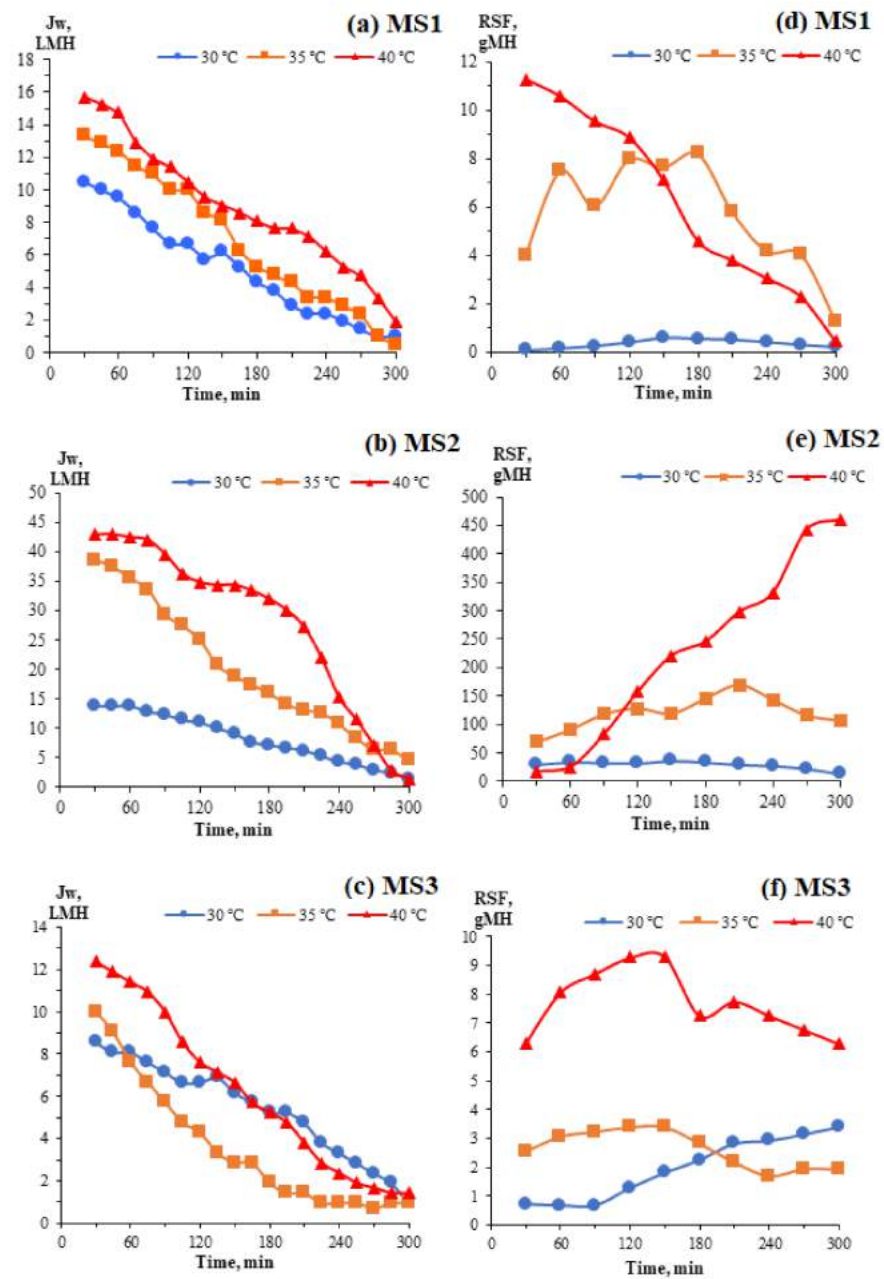 Jw,
LMH
(a) MS1
30 °C 35 °C 40 °C
18
16
14
12
10
8
6
4
2
0
0 60 120 180 240 300
Time, min
RSF,
gMH
(d) MS1
30 °C 35 °C 40 °C
12
10
8
6
4
2
0
0 60 120 180 240 300
Time, min
Jw,
LMH
(b) MS2
30 °C 35 °C 40 °C
50
45
40
35
30
25
20
15
10
5
0
0 60 120 180 240 300
Time, min
RSF,
gMH
(e) MS2
30 °C 35 °C 40 °C
500
450
400
350
300
250
200
150
100
50
0
0 60 120 180 240 300
Time, min
Jw,
LMH
(c) MS3
30 °C 35 °C 40 °C
14
12
10
8
6
4
2
0
0 60 120 180 240 300
Time, min
RSF,
gMH
(f) MS3
30 °C 35 °C 40 °C
10
9
8
7
6
5
4
3
2
1
0
0 60 120 180 240 300
Time, min